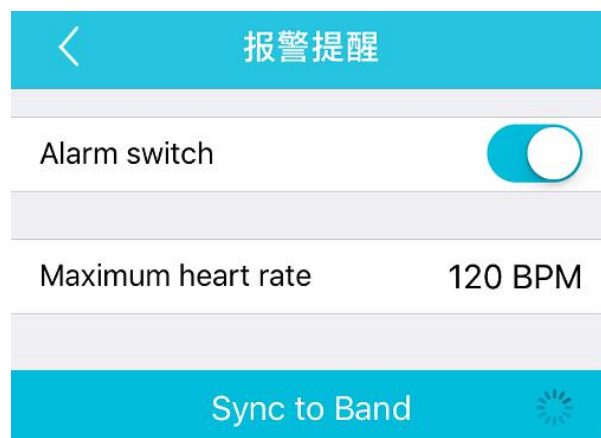 报警提醒
Alarm switch
Maximum heart rate 120 BPM
Sync to Band